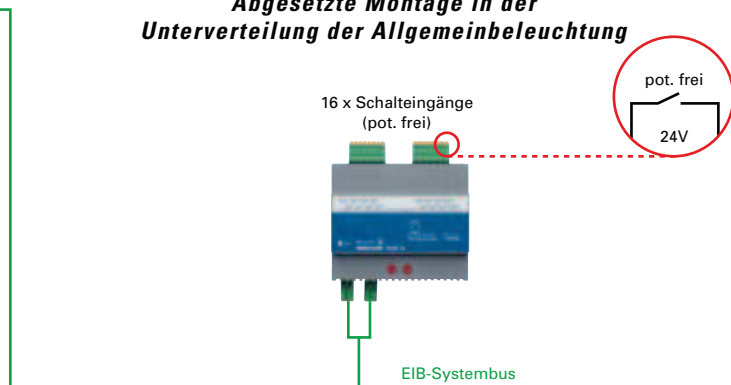 Abgesetzte Montage in der
Unterverteilung der Allgemeinbeleuchtung
pot. frei
24V
16 x Schalteingänge
(pot. frei)
EIB-Systembus